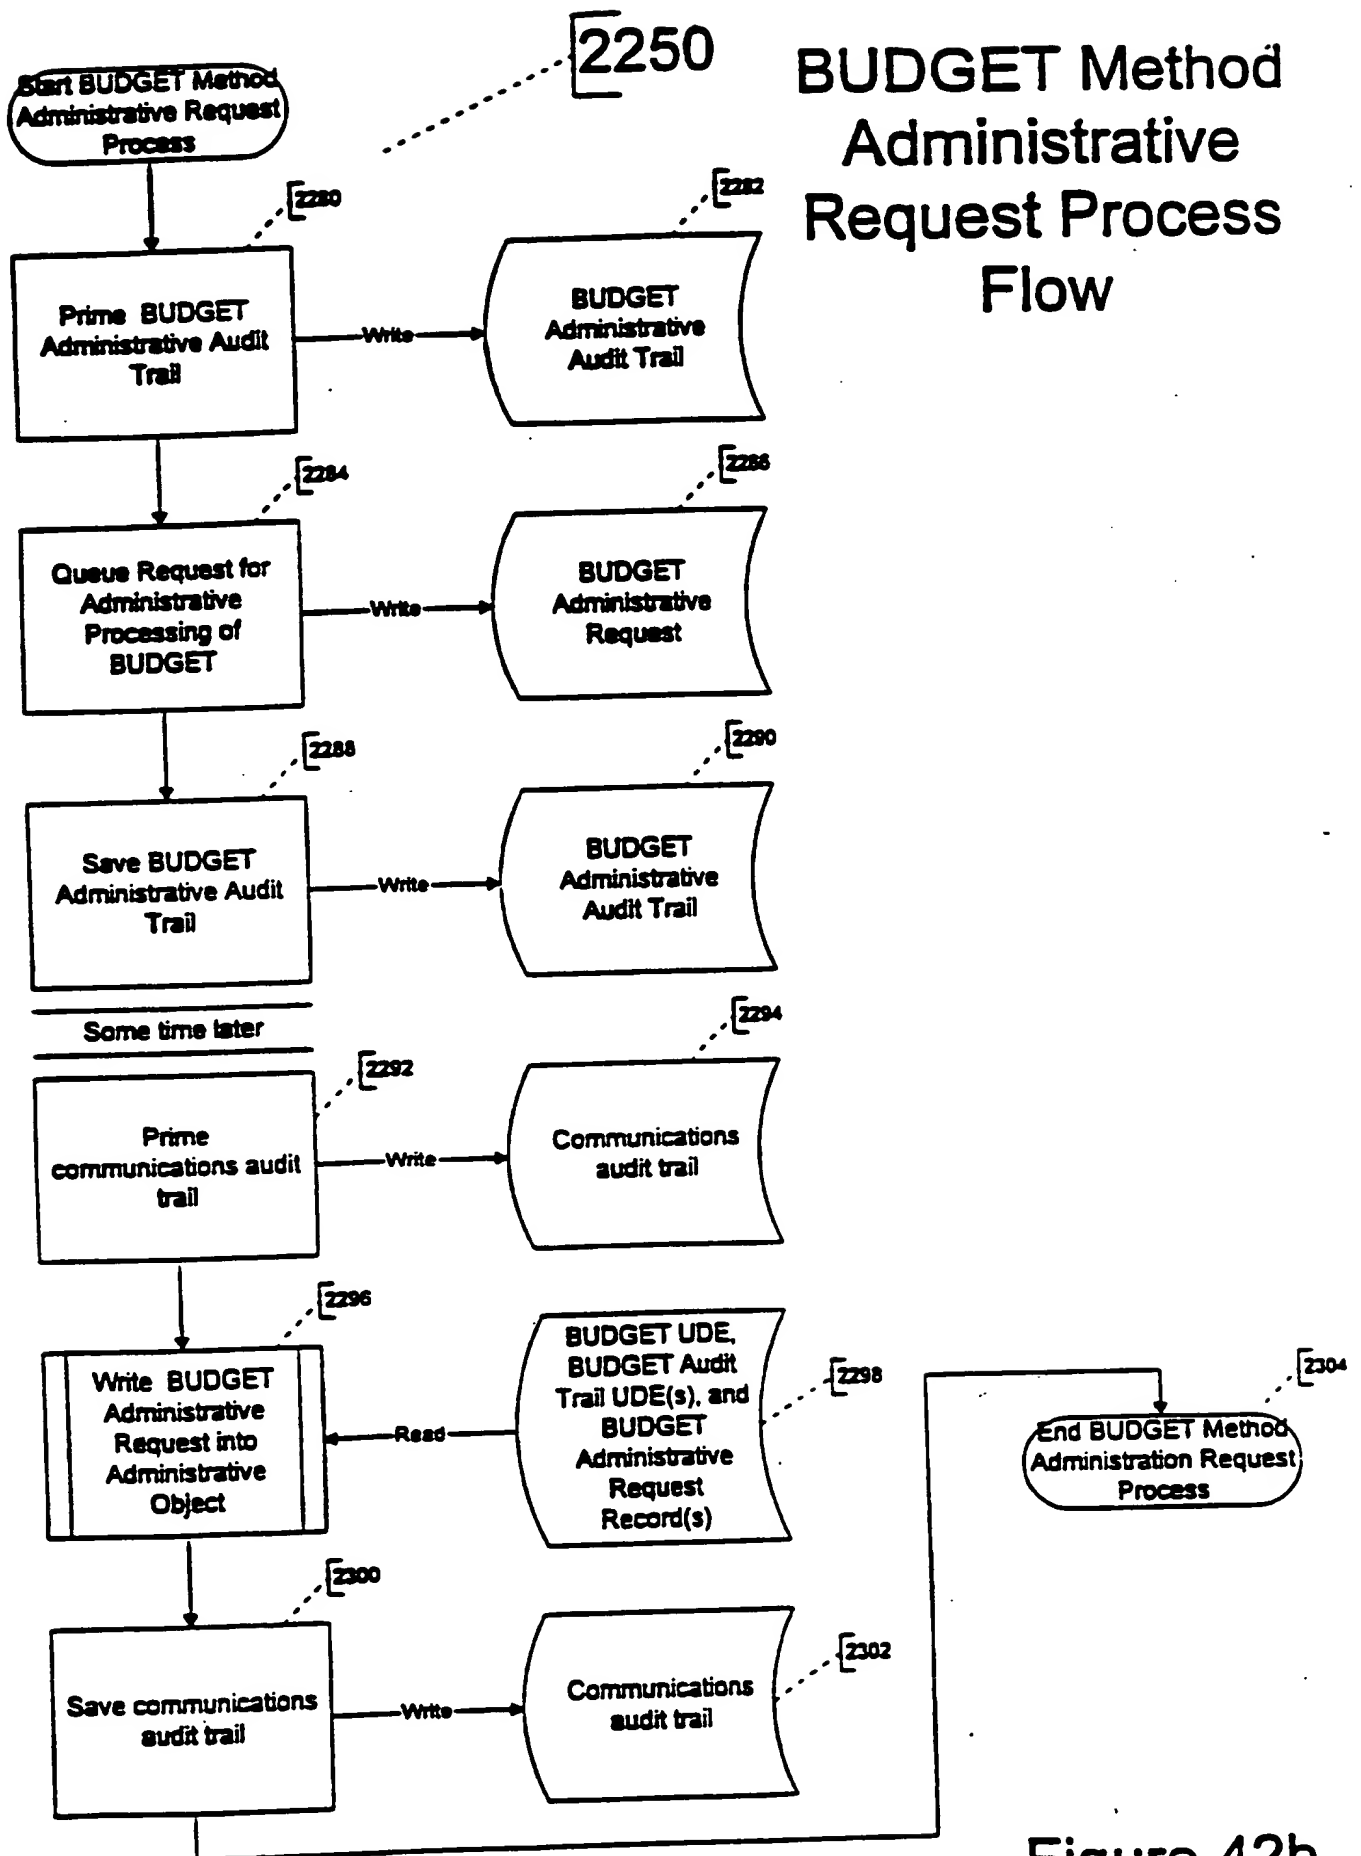 2250
BUDGET Method
Administrative
Request Process
Flow
Start BUDGET Method
Administrative Request
Process
2280
Prime BUDGET
Administrative Audit
Trail
Write
2282
BUDGET
Administrative
Audit Trail
2284
Queue Request for
Administrative
Processing of
BUDGET
Write
2286
BUDGET
Administrative
Request
2288
Save BUDGET
Administrative Audit
Trail
Write
2290
BUDGET
Administrative
Audit Trail
Some time later
2292
Prime
communications audit
trail
Write
2294
Communications
audit trail
2296
Write BUDGET
Administrative
Request into
Administrative
Object
Read
BUDGET UDE,
BUDGET Audit
Trail UDE(s), and
BUDGET
Administrative
Request
Record(s)
2298
2300
Save communications
audit trail
Write
Communications
audit trail
2302
2304
End BUDGET Method
Administration Request
Process
Figure 42b